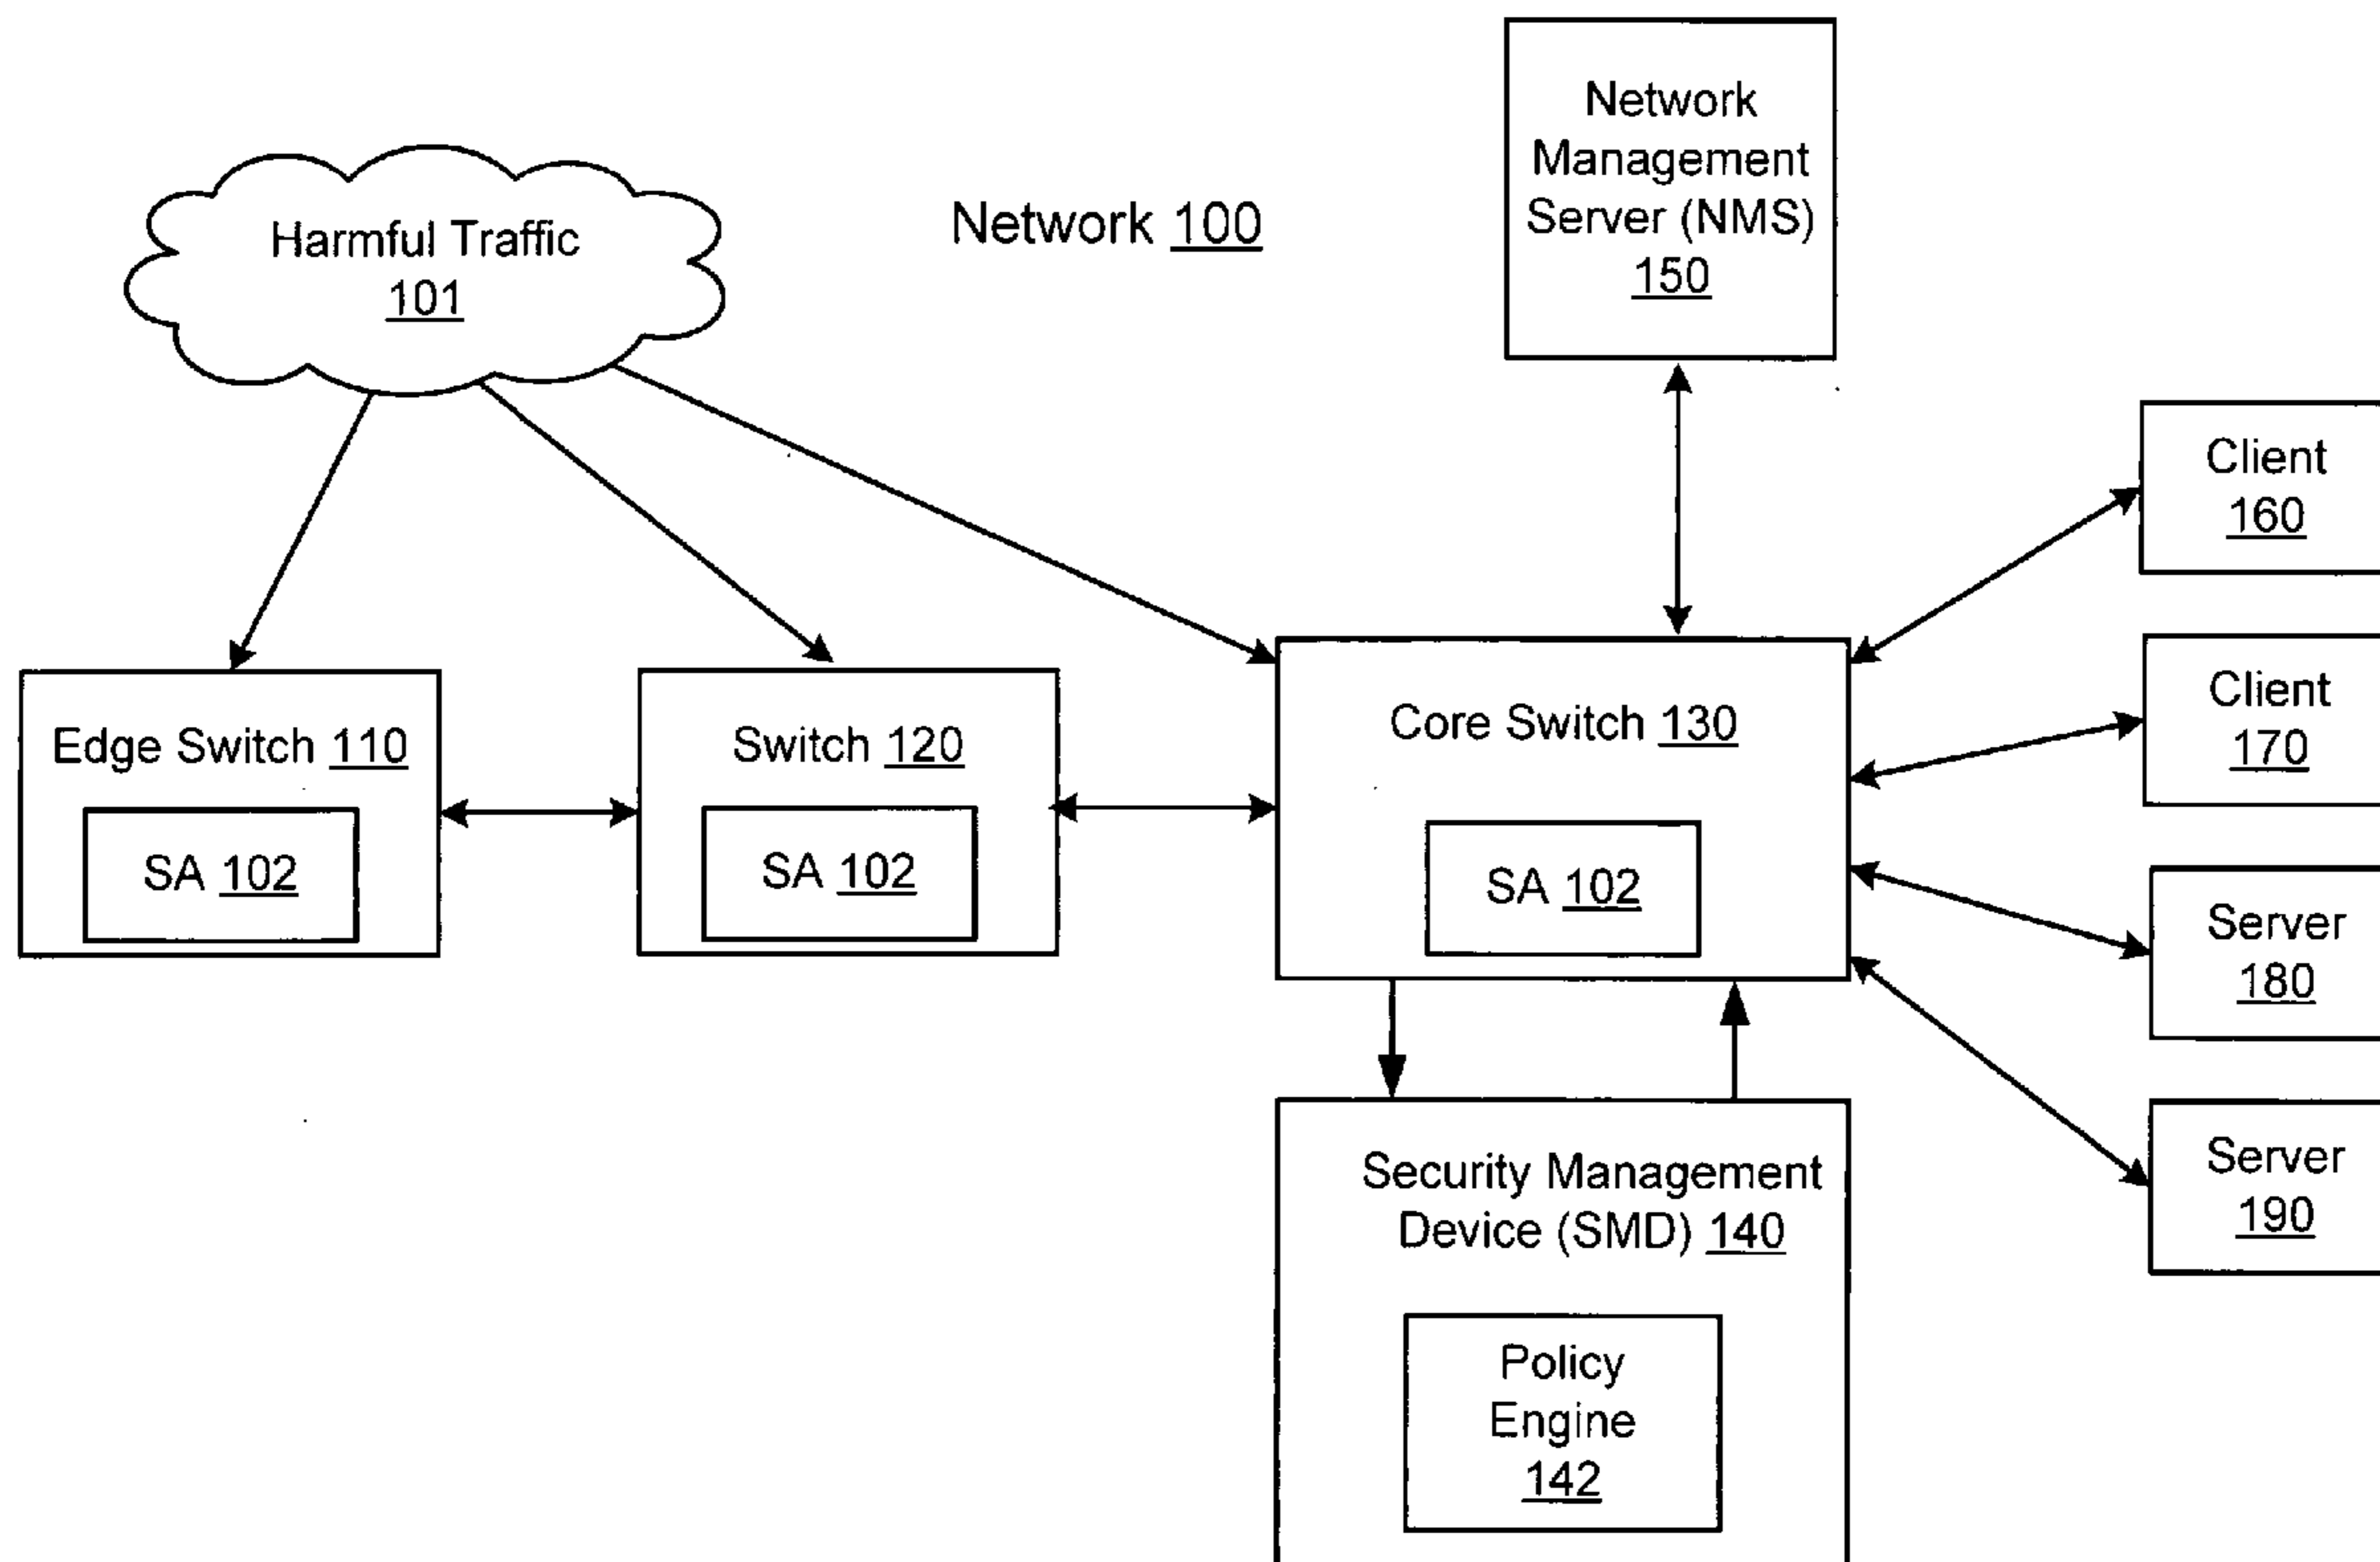 Network
Management
Server (NMS)
150
Harmful Traffic
101
Network 100
Client
160
Client
170
Edge Switch 110
SA 102
Switch 120
SA 102
Core Switch 130
SA 102
Server
180
Server
190
Security Management
Device (SMD) 140
Policy
Engine
142